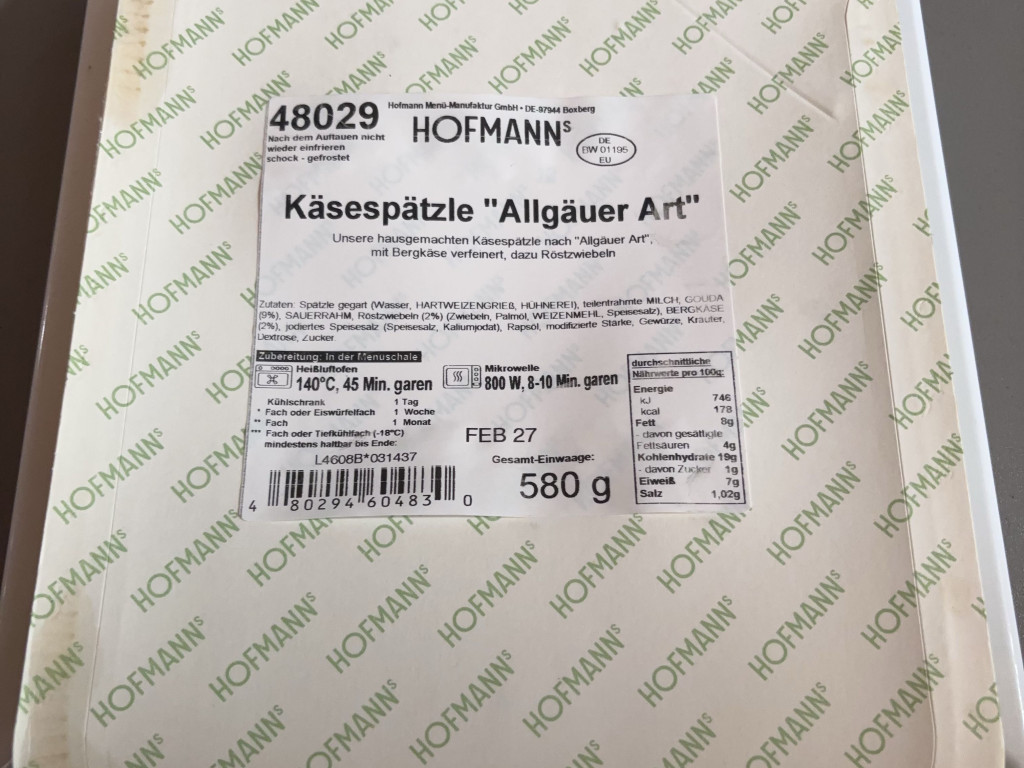 48029
Hofmann Menü-Manufaktur GmbH • DE-97944 Boxberg
Nach dem Auftauen nicht
wieder einfrieren
schock - gefrostet
HOFMANNS
DE
BW 01195
EU
Käsespätzle "Allgäuer Art"
Unsere hausgemachten Käsespätzle nach "Allgäuer Art",
mit Bergkäse verfeinert, dazu Röstzwiebeln
Zutaten: Spätzle gegart (Wasser, HARTWEIZENGRIEß, HÜHNEREI), teilentrahmte MILCH, GOUDA
(9%), SAUERRAHM, Röstzwiebeln (2%) (Zwiebeln, Palmöl, WEIZENMEHL, Speisesalz), BERGKÄSE
(2%), jodiertes Speisesalz (Speisesalz, Kaliumjodat), Rapsöl, modifizierte Stärke, Gewürze, Kräuter,
Dextrose, Zucker
Zubereitung: In der Menuschale
Heißluftofen
140°C, 45 Min. garen
Mikrowelle
800 W, 8-10 Min. garen
Kühlschrank 1 Tag
* Fach oder Eiswürfelfach 1 Woche
** Fach 1 Monat
*** Fach oder Tiefkühlfach (-18°C)
mindestens haltbar bis Ende:
FEB 27
L4608B*031437
4 80294 60483 0
Gesamt-Einwaage:
580 g
durchschnittliche
Nährwerte pro 100g:
Energie
kJ 746
kcal 178
Fett 8g
- davon gesättigte
Fettsäuren 4g
Kohlenhydrate 19g
- davon Zucker 1g
Eiweiß 7g
Salz 1,02g